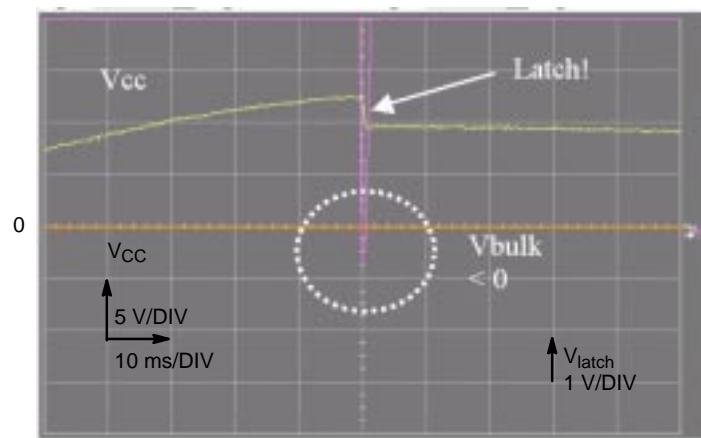 Vcc
Latch!
0
VCC
Vbulk
< 0
5 V/DIV
10 ms/DIV
Vlatch
1 V/DIV